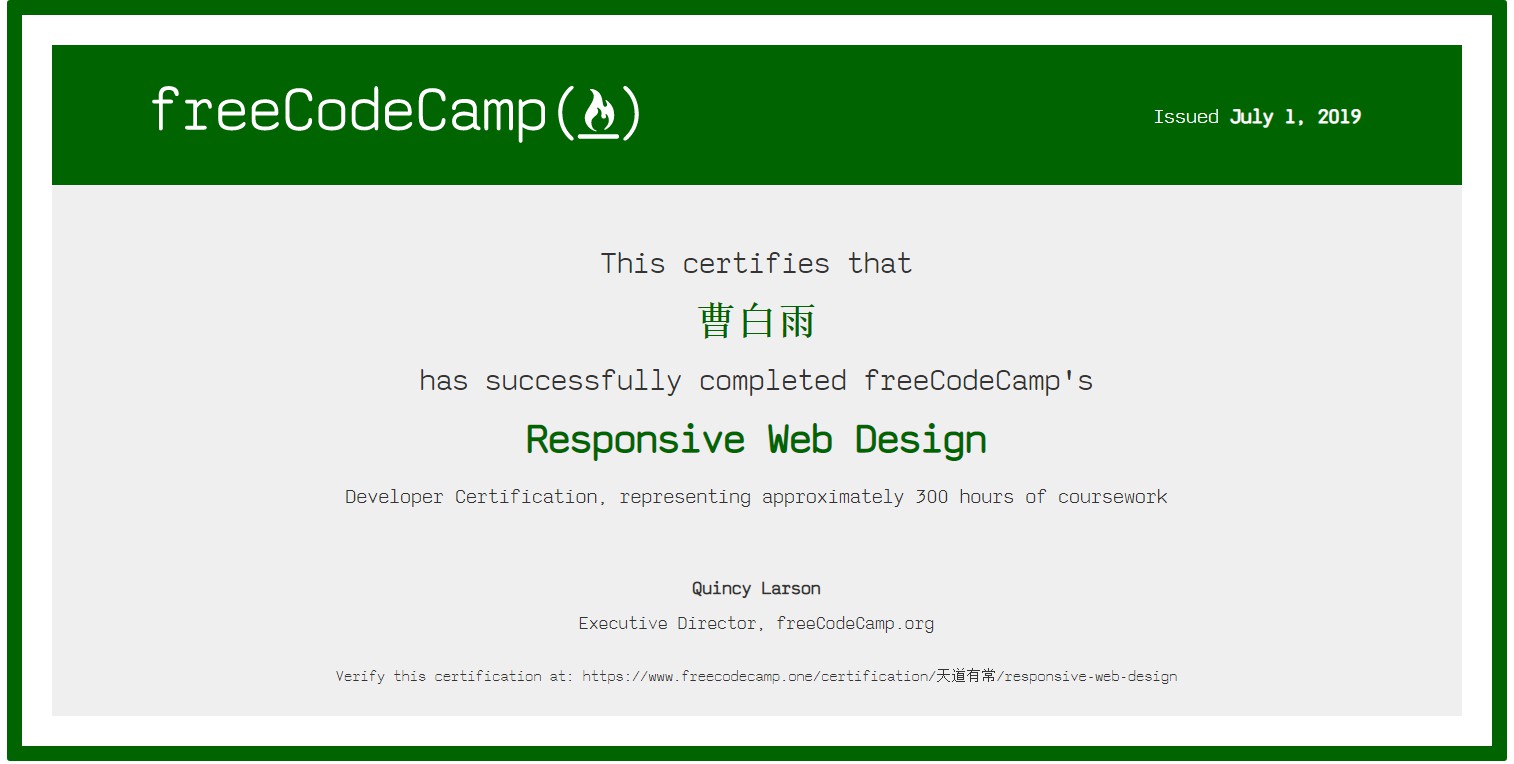 freeCodeCamp()
Issued July 1, 2019
This certifies that
曹白雨
has successfully completed freeCodeCamp's
Responsive Web Design
Developer Certification, representing approximately 300 hours of coursework
Quincy Larson
Executive Director, freeCodeCamp.org
Verify this certification at: https://www.freecodecamp.one/certification/天道有常/responsive-web-design